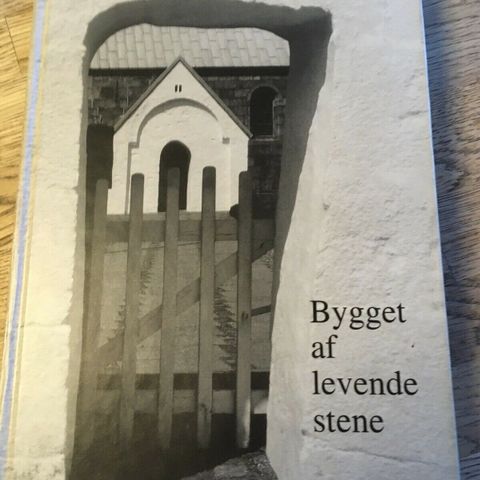 Bygget
af
levende
stene